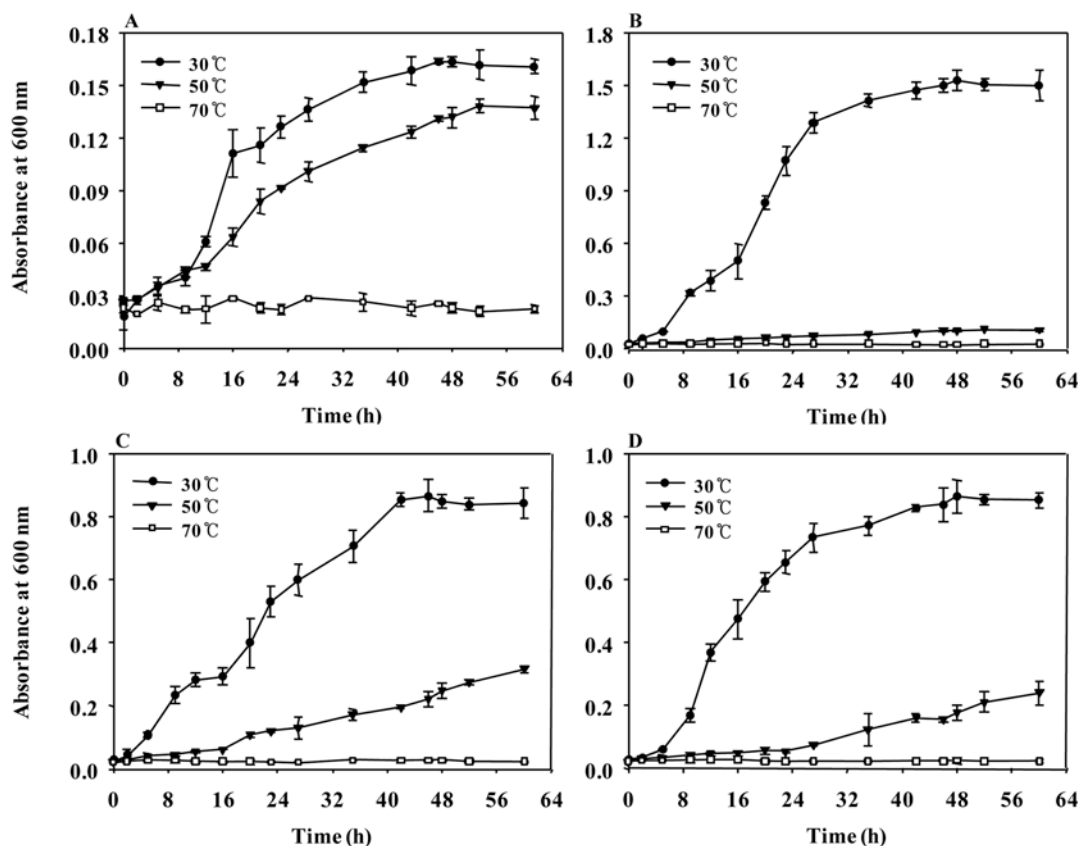 A
B
30℃
50℃
70℃
30℃
50℃
70℃
Absorbance at 600 nm
0.18
0.15
0.12
0.09
0.06
0.03
0.00
1.8
1.5
1.2
0.9
0.6
0.3
0.0
0 8 16 24 32 40 48 56 64
0 8 16 24 32 40 48 56 64
Time (h)
Time (h)
C
D
30℃
50℃
70℃
30℃
50℃
70℃
Absorbance at 600 nm
1.0
0.8
0.6
0.4
0.2
0.0
1.0
0.8
0.6
0.4
0.2
0.0
0 8 16 24 32 40 48 56 64
0 8 16 24 32 40 48 56 64
Time (h)
Time (h)